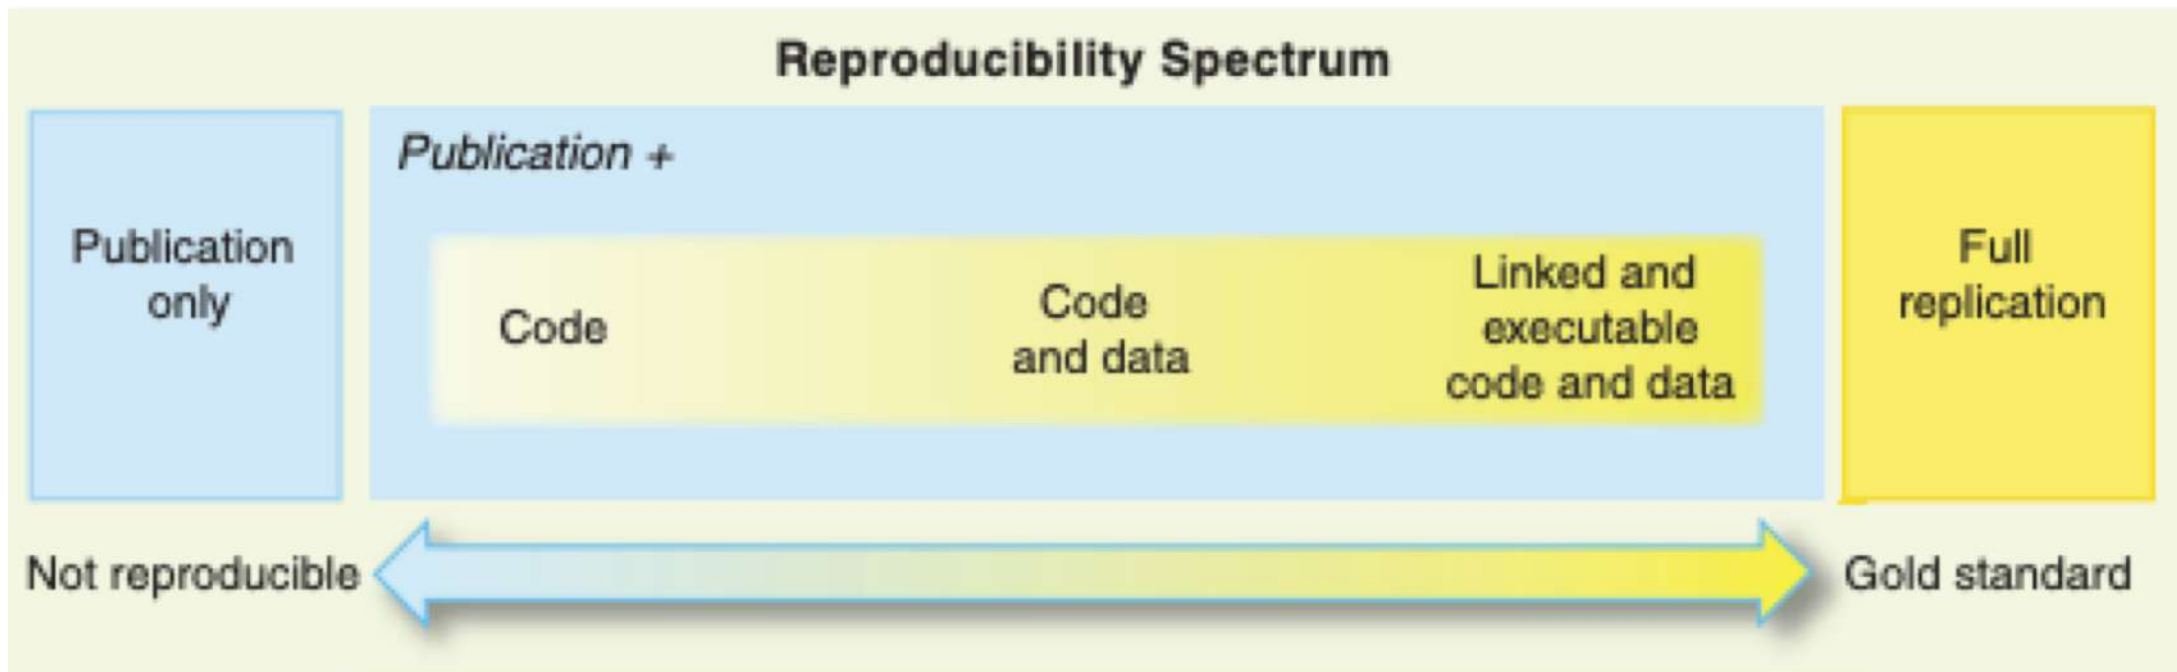 Reproducibility Spectrum
Publication
only
Publication +
Code
Code
and data
Linked and
executable
code and data
Full
replication
Not reproducible
Gold standard